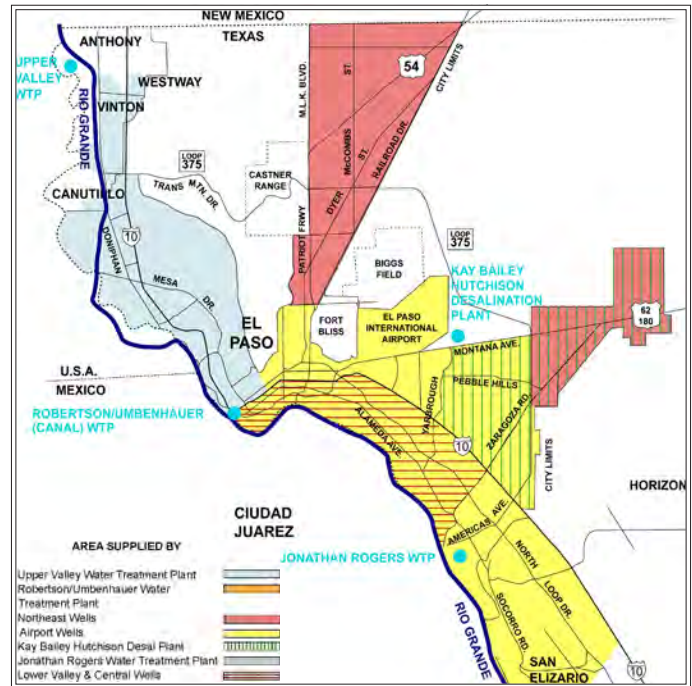 NEW MEXICO
TEXAS
ANTHONY
UPPER
VALLEY
WTP
WESTWAY
VINTON
RIO GRANDE
M.L.K. BLVD.
McCOMBS
ST.
54
CITY LIMITS
LOOP
375
CASTNER
RANGE
TRANS MTN. DR.
CANUTILLO
DONIPHAN
10
MESA
DR.
PATRIOT FRWY
DYER
ST.
RAILROAD DR.
LOOP
375
BIGGS
FIELD
KAY BAILEY
HUTCHISON
DESALINATION
PLANT
EL
PASO
FORT
BLISS
EL PASO
INTERNATIONAL
AIRPORT
62
180
MONTANA AVE.
U.S.A.
MEXICO
PEBBLE HILLS
YARBROUGH
ZARAGOZA RD.
ROBERTSON/UMBENHAUER
(CANAL) WTP
ALAMEDA AVE.
10
CITY LIMITS
HORIZON
CIUDAD
JUAREZ
AMERICAS AVE.
JONATHAN ROGERS WTP
NORTH
LOOP DR.
SOCORRO RD.
RIO GRANDE
SAN
ELIZARIO
10
AREA SUPPLIED BY
Upper Valley Water Treatment Plant
Robertson/Umbenhauer Water
Treatment Plant
Northeast Wells
Airport Wells
Kay Bailey Hutchison Desal Plant
Jonathan Rogers Water Treatment Plant
Lower Valley & Central Wells